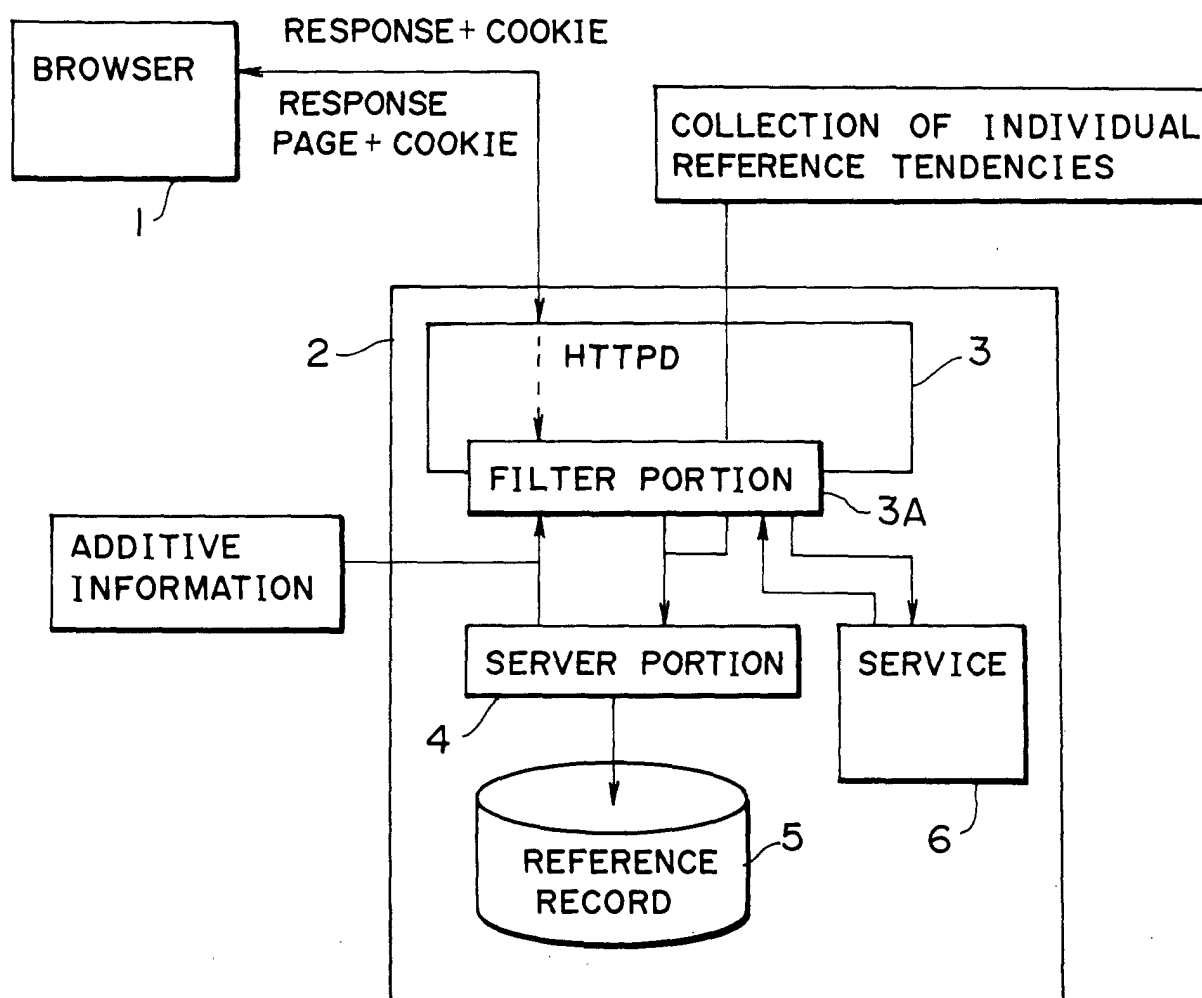 RESPONSE + COOKIE
BROWSER
RESPONSE
PAGE + COOKIE
COLLECTION OF INDIVIDUAL
REFERENCE TENDENCIES
1
2
HTTPD
3
FILTER PORTION
3A
ADDITIVE
INFORMATION
SERVER PORTION
SERVICE
4
5
6
REFERENCE
RECORD